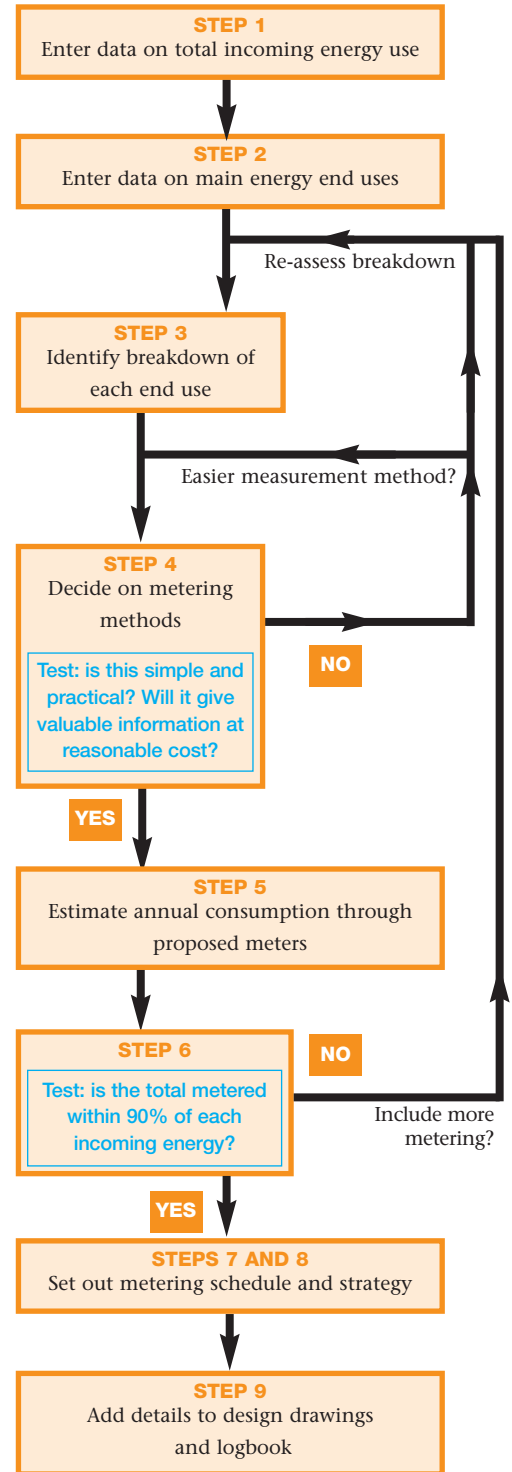 STEP 1
Enter data on total incoming energy use
STEP 2
Enter data on main energy end uses
Re-assess breakdown
STEP 3
Identify breakdown of
each end use
Easier measurement method?
STEP 4
Decide on metering
methods
Test: is this simple and
practical? Will it give
valuable information at
reasonable cost?
NO
YES
STEP 5
Estimate annual consumption through
proposed meters
STEP 6
Test: is the total metered
within 90% of each
incoming energy?
NO
Include more
metering?
YES
STEPS 7 AND 8
Set out metering schedule and strategy
STEP 9
Add details to design drawings
and logbook